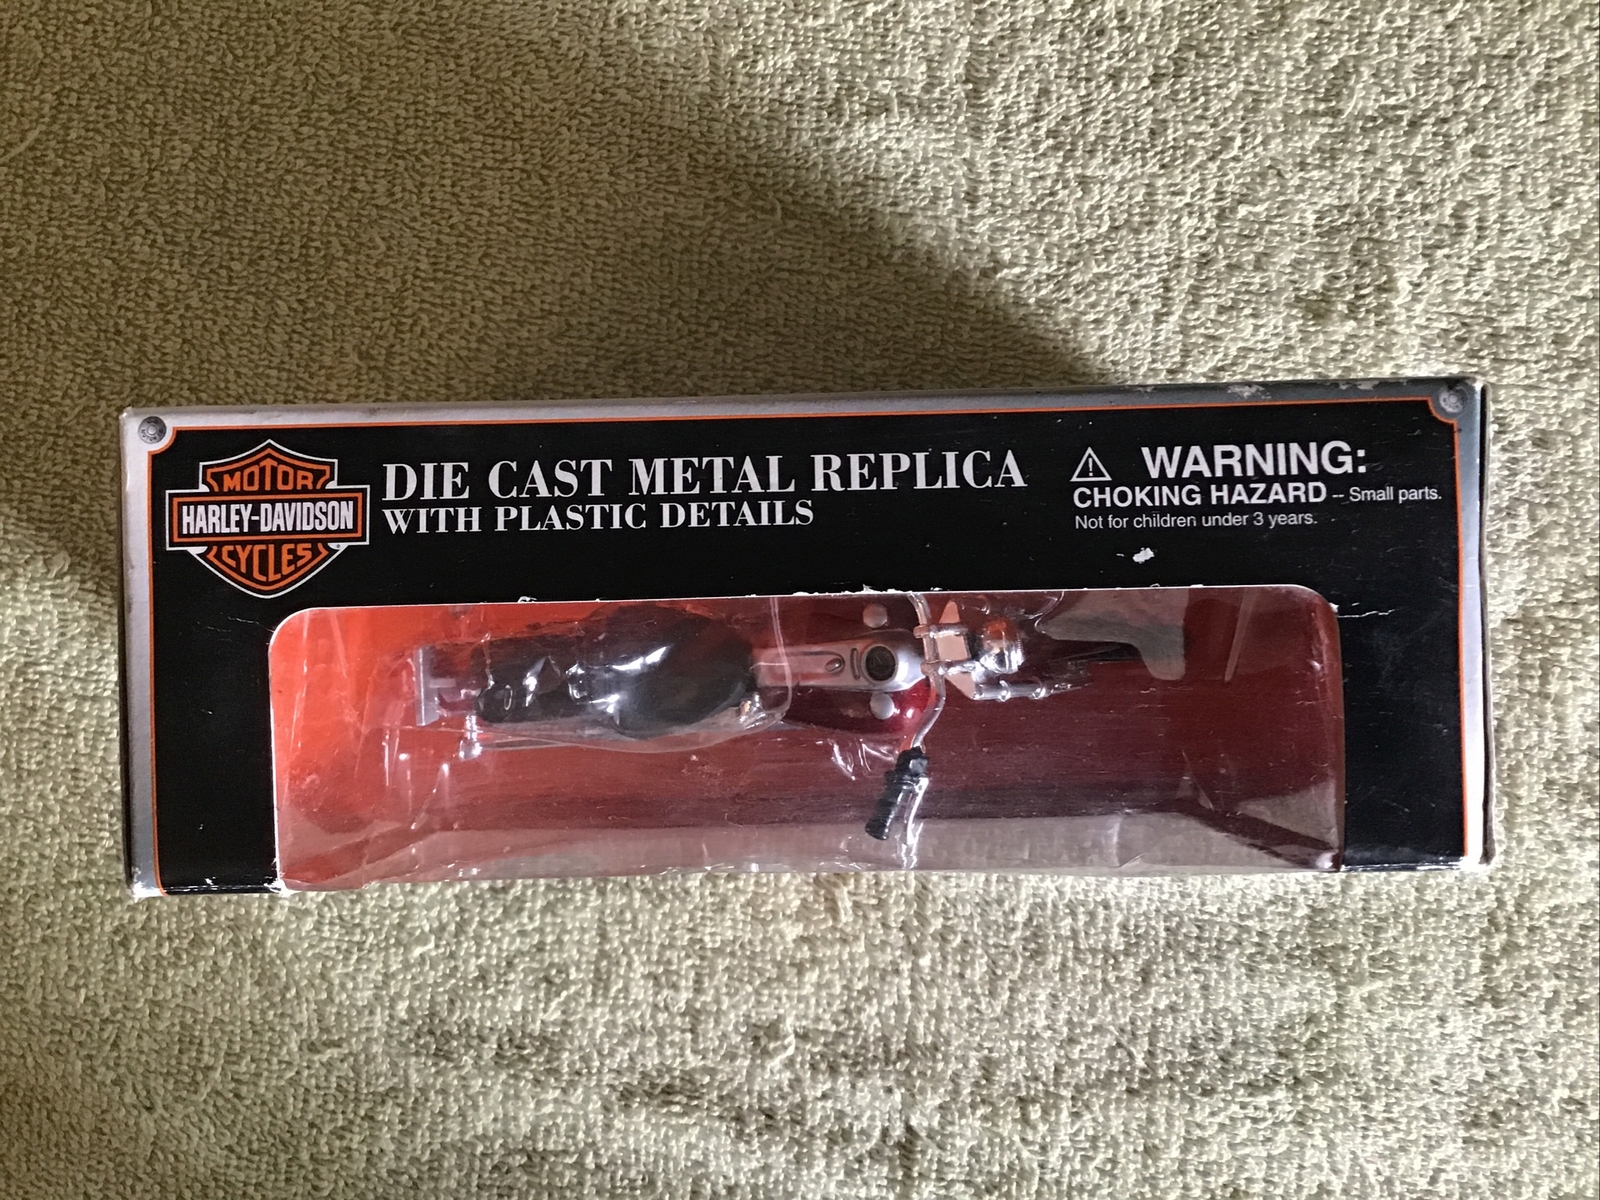 MOTOR
HARLEY-DAVIDSON
CYCLES
DIE CAST METAL REPLICA
WITH PLASTIC DETAILS
WARNING:
CHOKING HAZARD -- Small parts.
Not for children under 3 years.